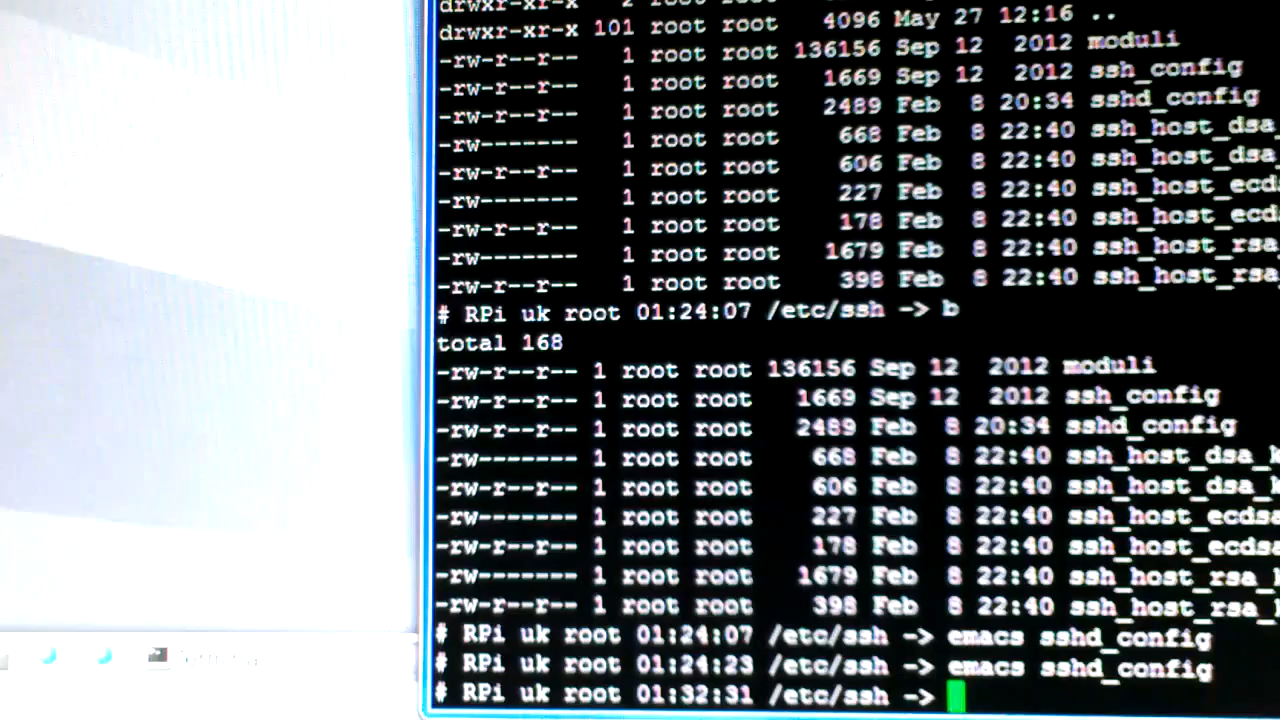 drwxr-xr-x 2 root root
drwxr-xr-x 101 root root 4096 May 27 12:16 ..
-rw-r--r-- 1 root root 136156 Sep 12 2012 moduli
-rw-r--r-- 1 root root 1669 Sep 12 2012 ssh_config
-rw-r--r-- 1 root root 2489 Feb 8 20:34 sshd_config
-rw------- 1 root root 668 Feb 8 22:40 ssh_host_dsa
-rw-r--r-- 1 root root 606 Feb 8 22:40 ssh_host_dsa
-rw------- 1 root root 227 Feb 8 22:40 ssh_host_ecd
-rw-r--r-- 1 root root 178 Feb 8 22:40 ssh_host_ecd
-rw------- 1 root root 1679 Feb 8 22:40 ssh_host_rsa
-rw-r--r-- 1 root root 398 Feb 8 22:40 ssh_host_rsa
# RPi uk root 01:24:07 /etc/ssh -> b
total 168
-rw-r--r-- 1 root root 136156 Sep 12 2012 moduli
-rw-r--r-- 1 root root 1669 Sep 12 2012 ssh_config
-rw-r--r-- 1 root root 2489 Feb 8 20:34 sshd_config
-rw------- 1 root root 668 Feb 8 22:40 ssh_host_dsa_k
-rw-r--r-- 1 root root 606 Feb 8 22:40 ssh_host_dsa_k
-rw------- 1 root root 227 Feb 8 22:40 ssh_host_ecdsa
-rw-r--r-- 1 root root 178 Feb 8 22:40 ssh_host_ecdsa
-rw------- 1 root root 1679 Feb 8 22:40 ssh_host_rsa_k
-rw-r--r-- 1 root root 398 Feb 8 22:40 ssh_host_rsa_k
# RPi uk root 01:24:07 /etc/ssh -> emacs sshd_config
# RPi uk root 01:24:23 /etc/ssh -> emacs sshd_config
# RPi uk root 01:32:31 /etc/ssh ->